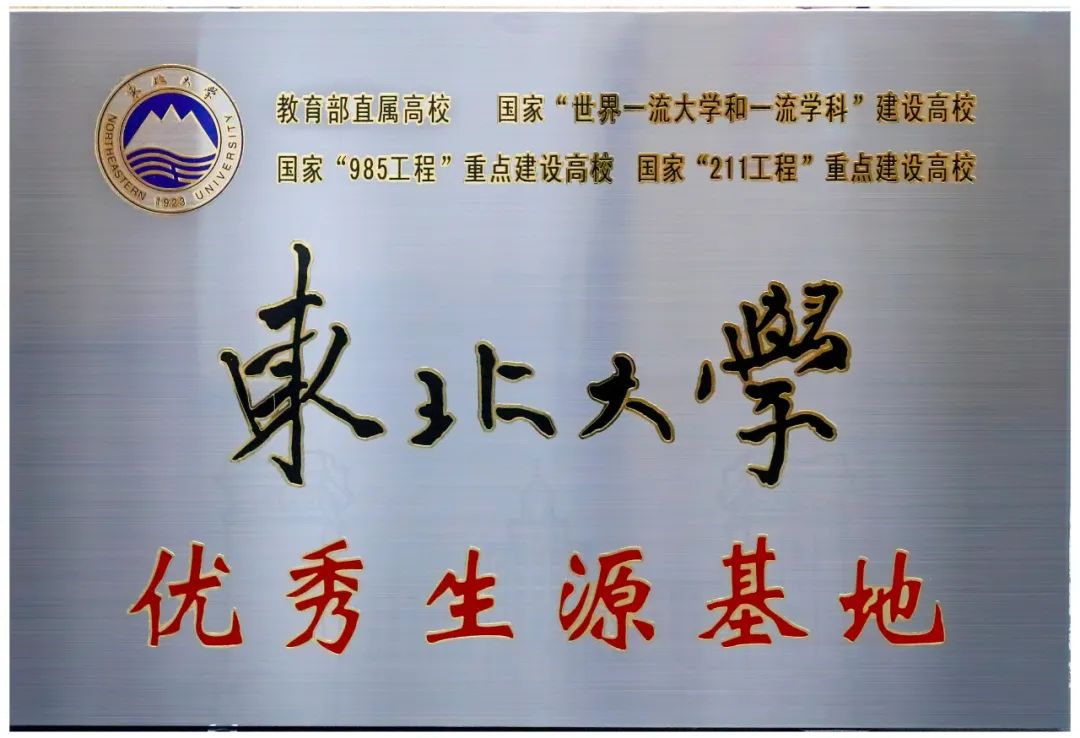 東北大學
NORTHEASTERN UNIVERSITY
1923
教育部直属高校 国家“世界一流大学和一流学科”建设高校
国家“985工程”重点建设高校 国家“211工程”重点建设高校
東北大學
优秀生源基地